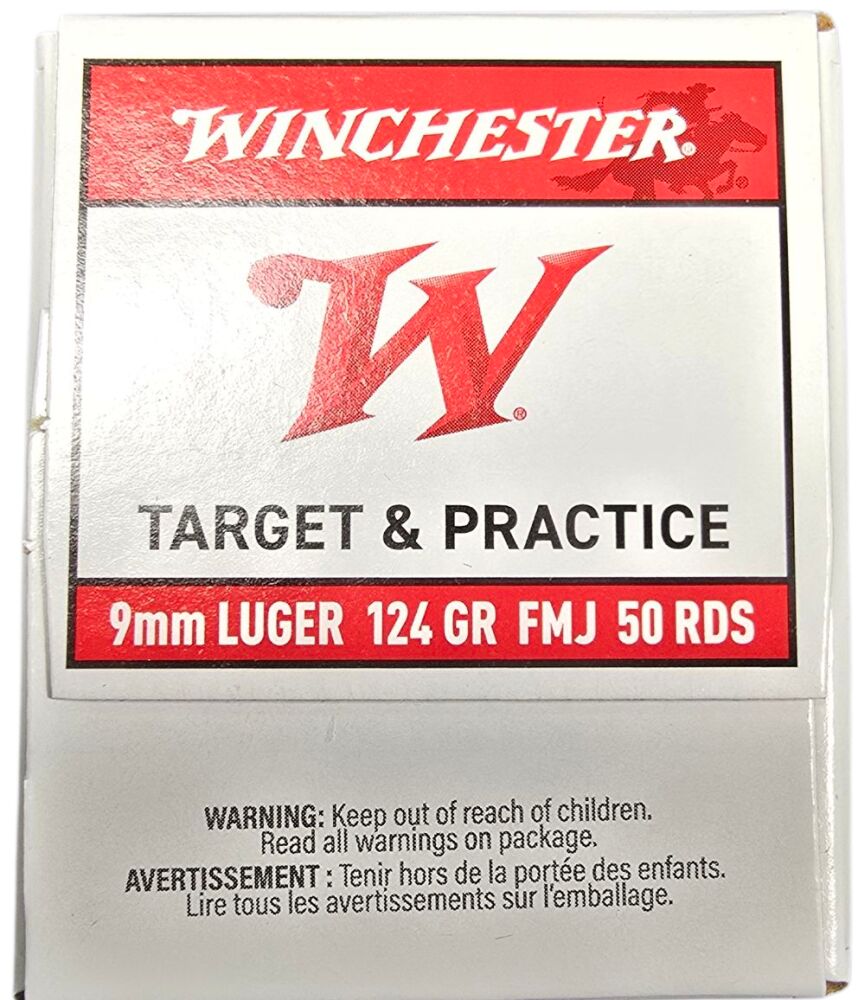 WINCHESTER®
®
W®
TARGET & PRACTICE
9mm LUGER 124 GR FMJ 50 RDS
WARNING: Keep out of reach of children.
Read all warnings on package.
AVERTISSEMENT : Tenir hors de la portée des enfants.
Lire tous les avertissements sur l'emballage.